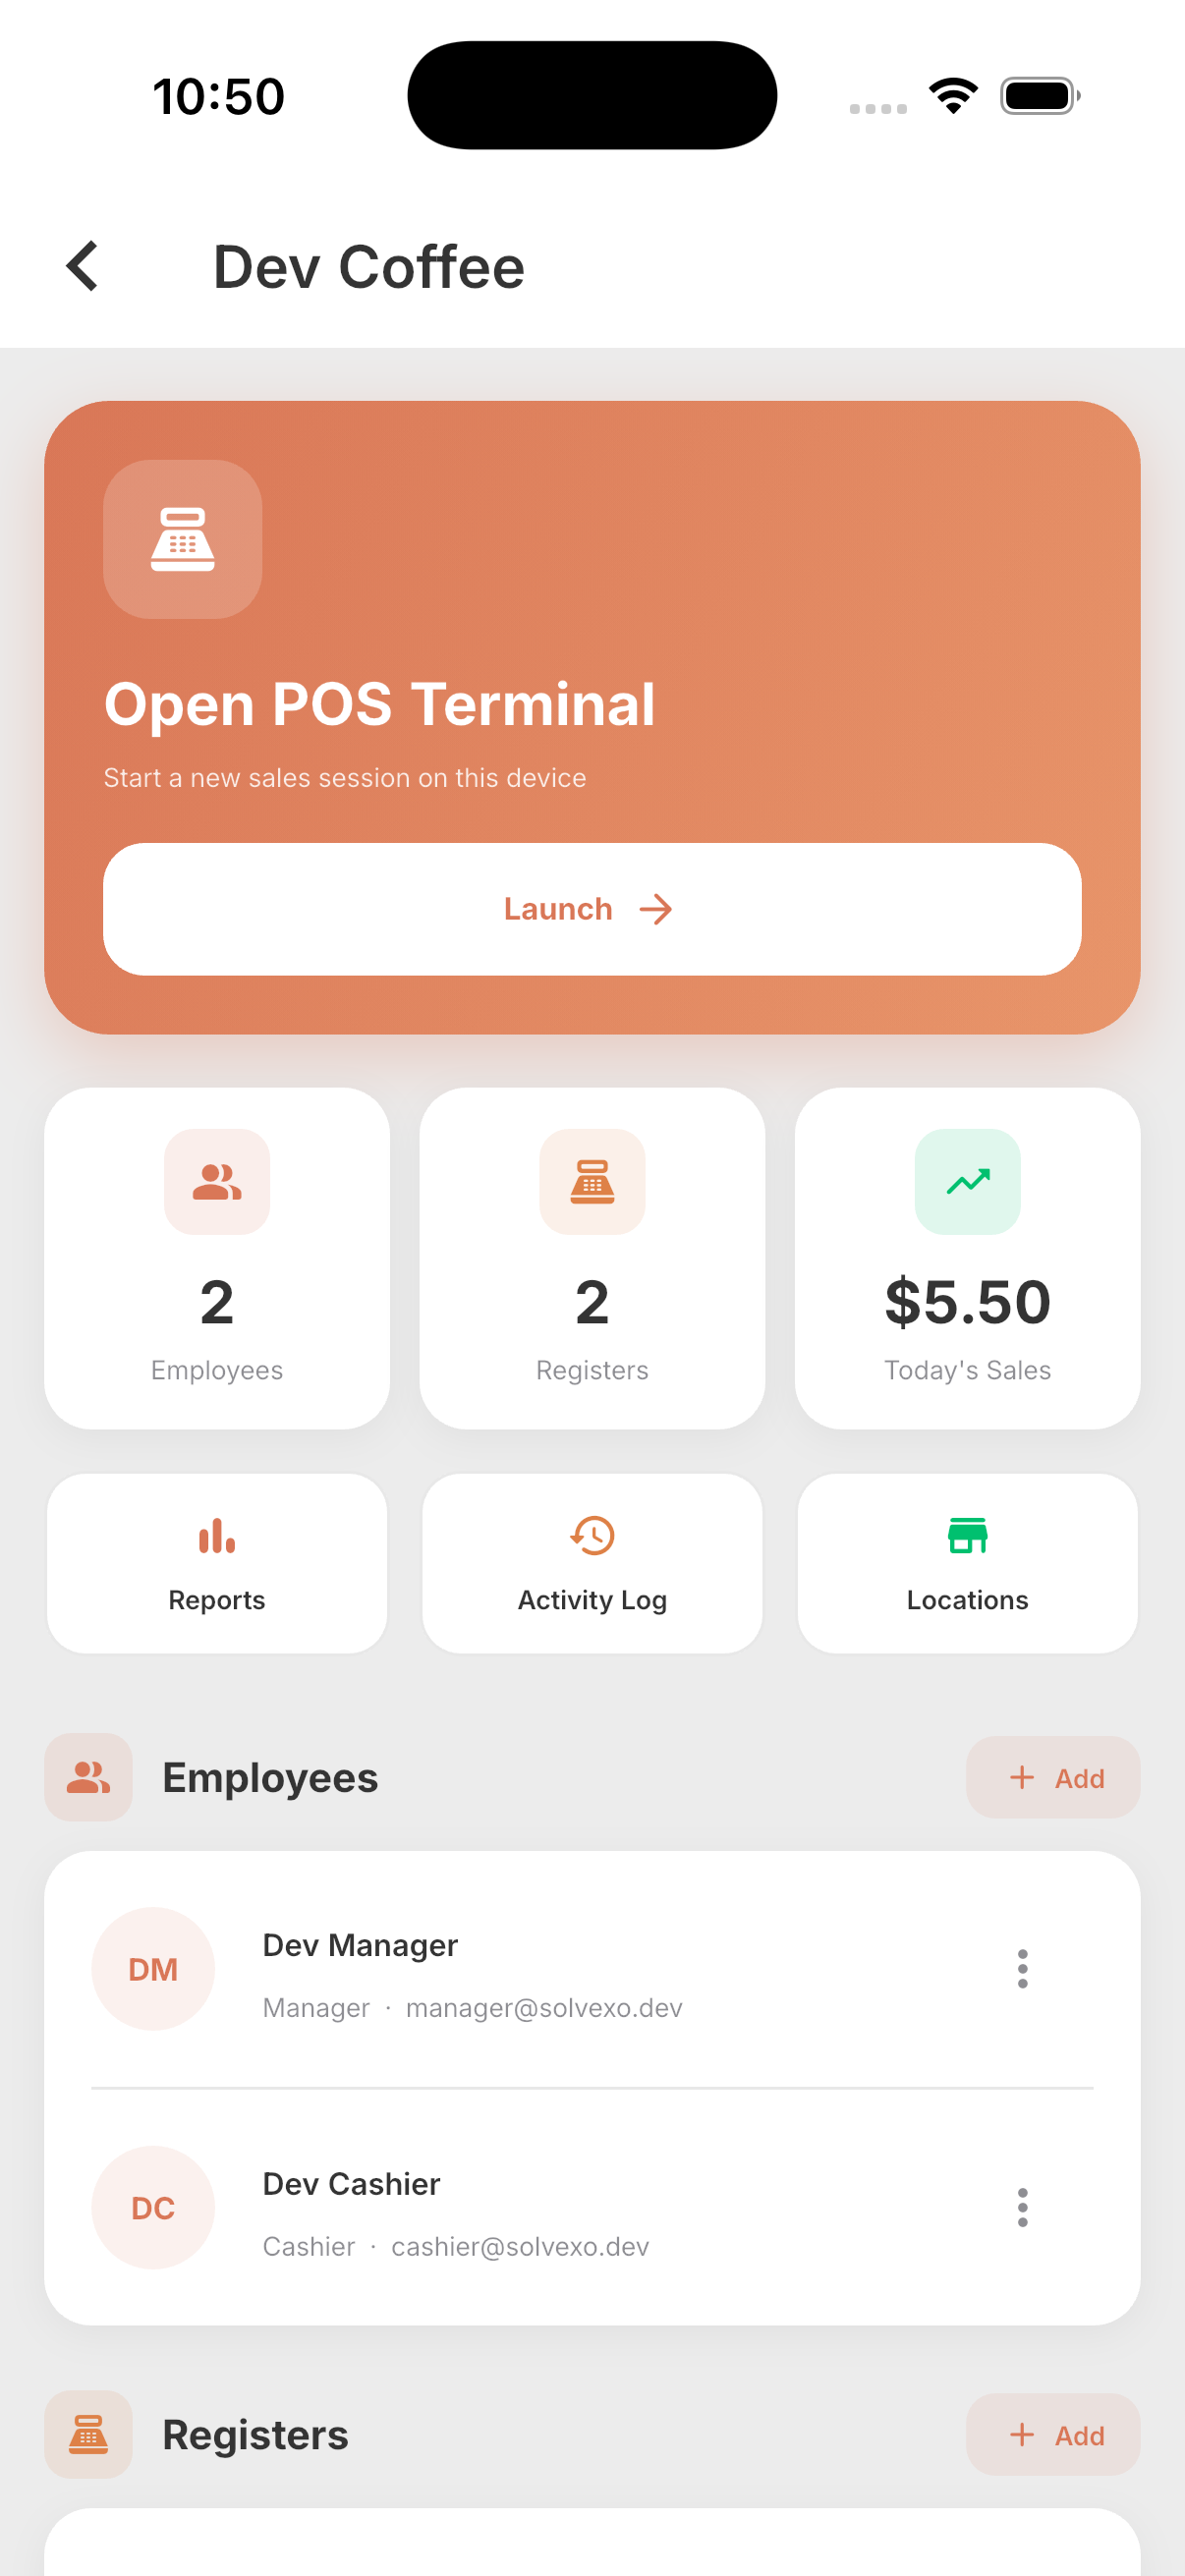 10:50
Dev Coffee
Open POS Terminal
Start a new sales session on this device
Launch
2
Employees
2
Registers
$5.50
Today's Sales
Reports
Activity Log
Locations
Employees
Add
DM
Dev Manager
Manager · manager@solvexo.dev
DC
Dev Cashier
Cashier · cashier@solvexo.dev
Registers
Add